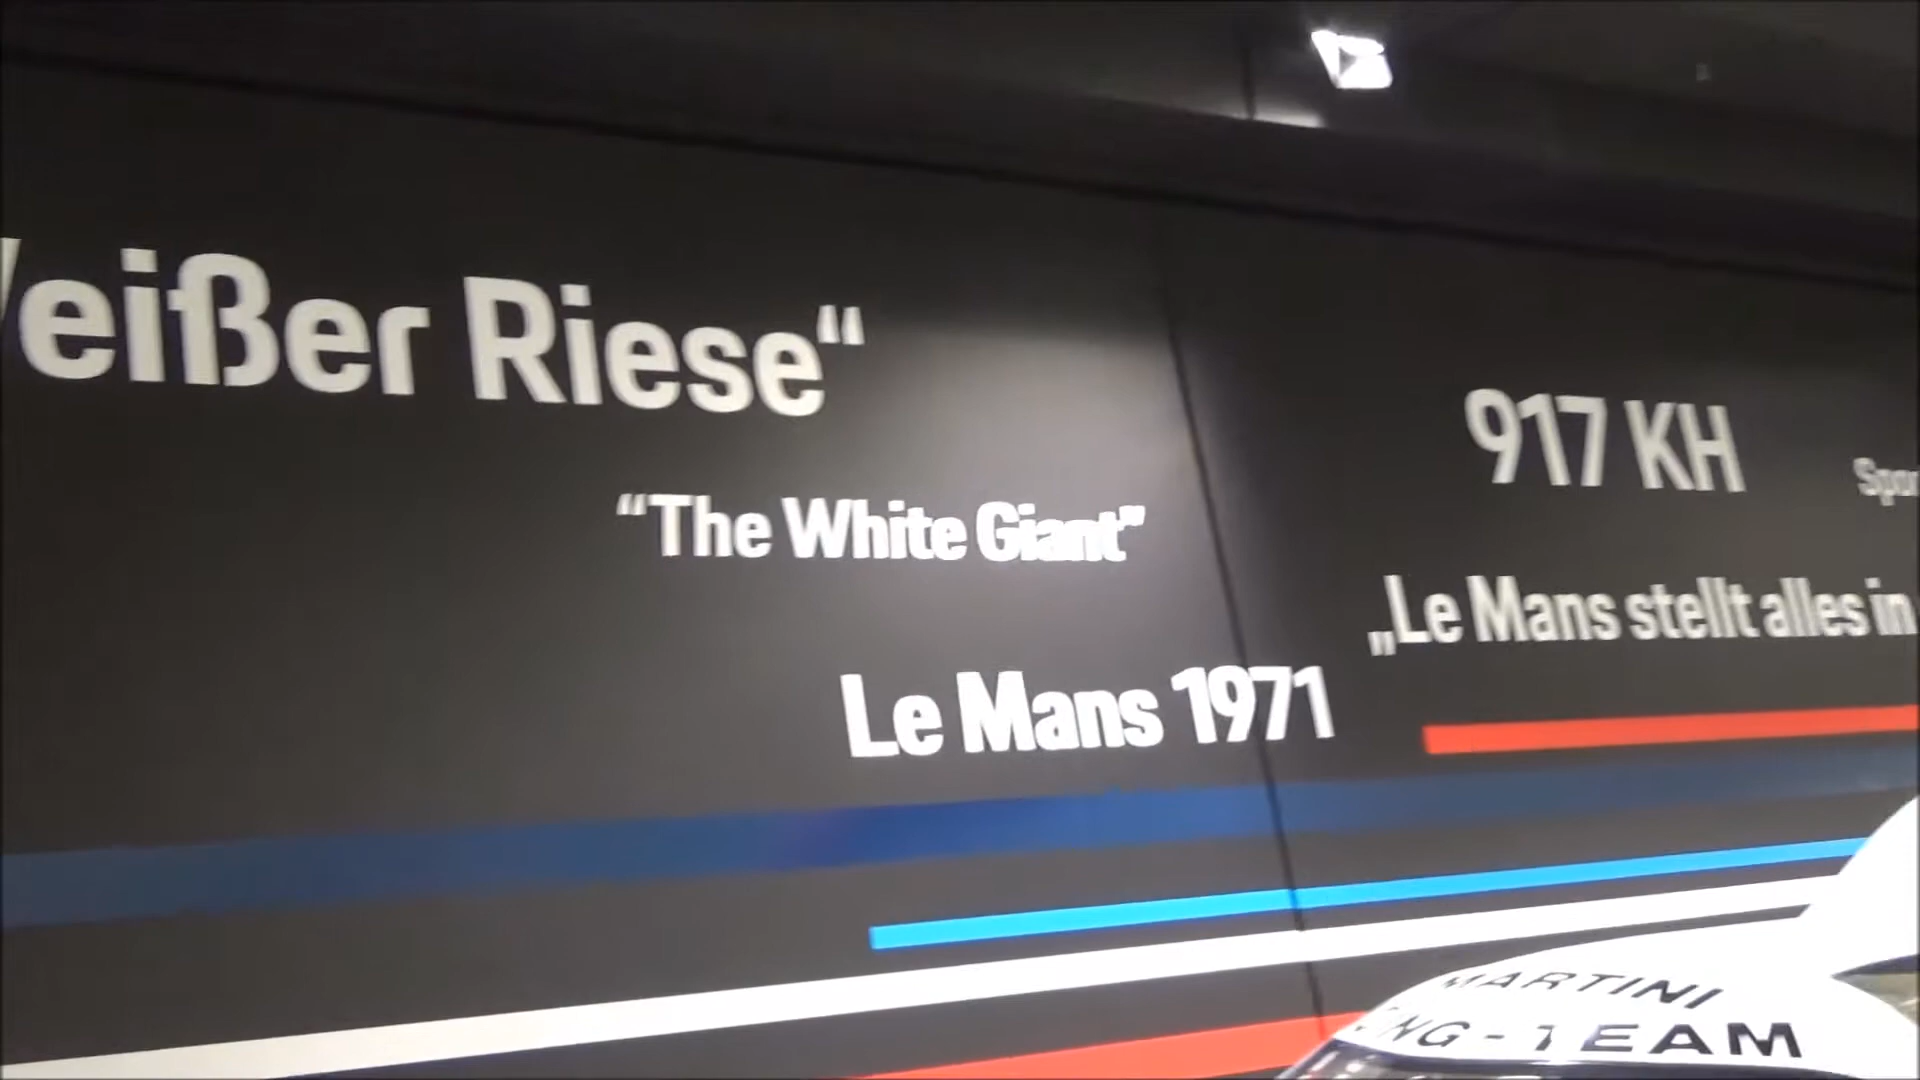 eißer Riese“
“The White Giant”
Le Mans 1971
917 KH
„Le Mans stellt alles in
MARTINI
NG-TEAM